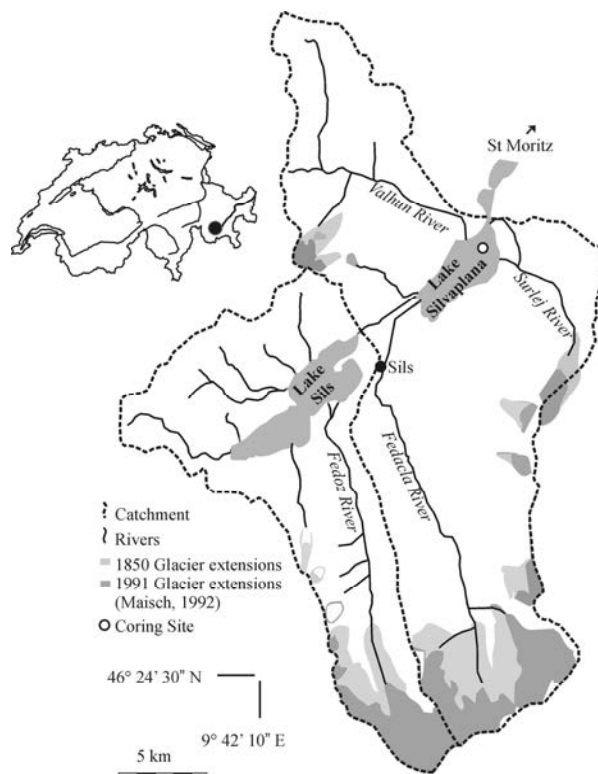 St Moritz
Valhun River
Lake
Silvaplana
Surlej River
Sils
Lake
Sils
Fedoz River
Fedacla River
Catchment
Rivers
1850 Glacier extensions
1991 Glacier extensions
(Maisch, 1992)
Coring Site
46° 24' 30" N
9° 42' 10" E
5 km